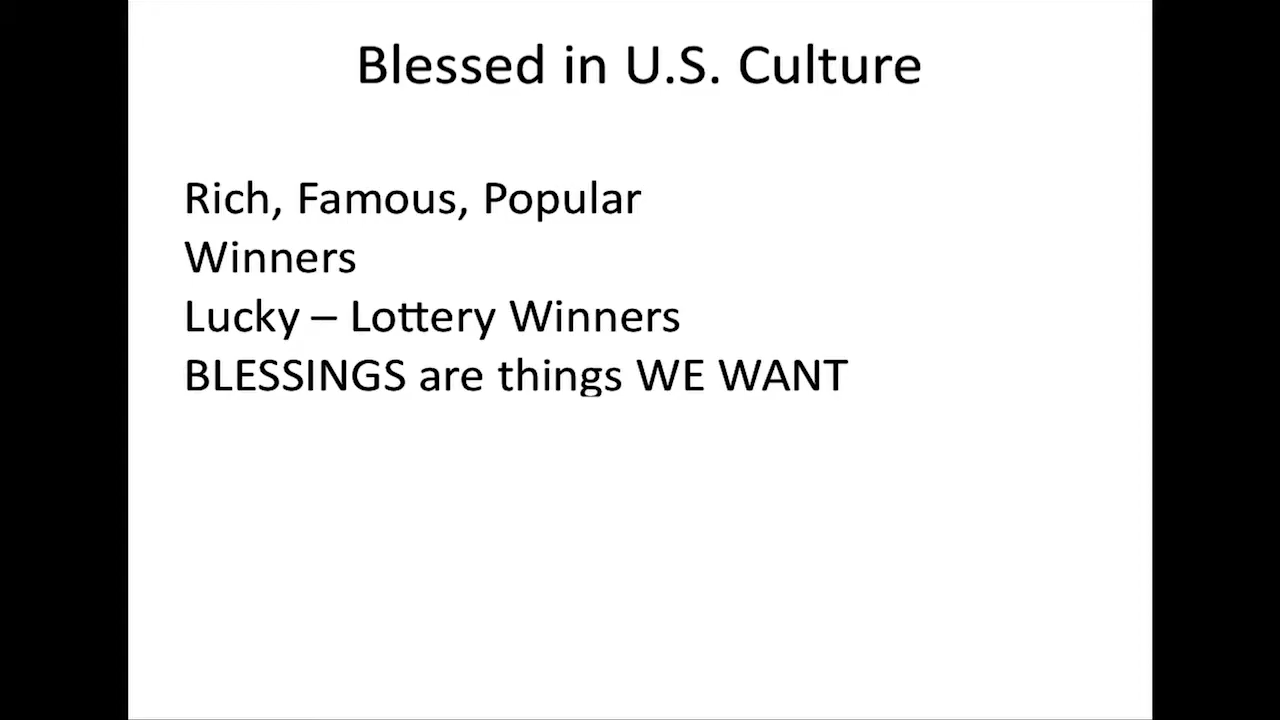 Blessed in U.S. Culture
Rich, Famous, Popular
Winners
Lucky – Lottery Winners
BLESSINGS are things WE WANT